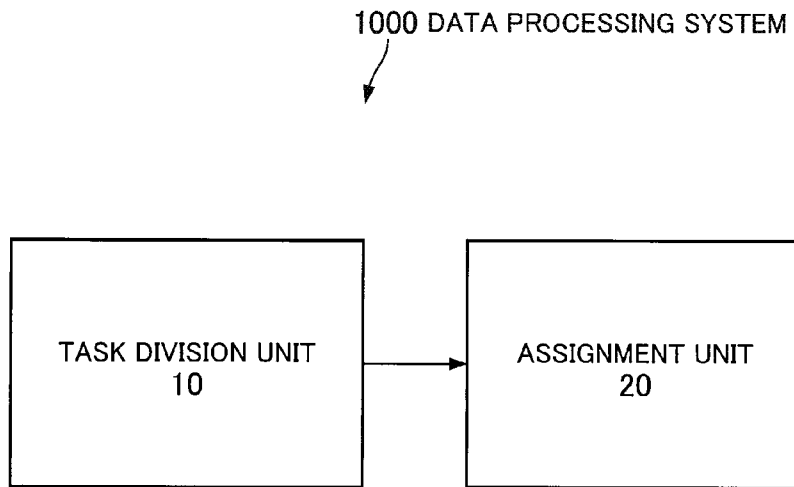 1000 DATA PROCESSING SYSTEM
TASK DIVISION UNIT
10
ASSIGNMENT UNIT
20